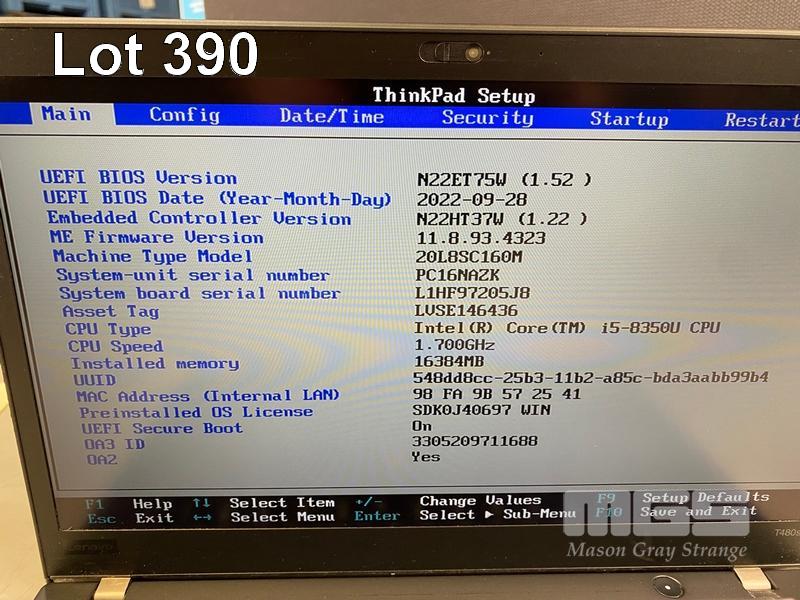 Lot 390
ThinkPad Setup
Main Config Date/Time Security Startup Restart
UEFI BIOS Version N22ET75W (1.52 )
UEFI BIOS Date (Year-Month-Day) 2022-09-28
Embedded Controller Version N22HT37W (1.22 )
ME Firmware Version 11.8.93.4323
Machine Type Model 20L8SC160M
System-unit serial number PC16NAZK
System board serial number L1HF97205J8
Asset Tag LVSE146436
CPU Type Intel(R) Core(TM) i5-8350U CPU
CPU Speed 1.700GHz
Installed memory 16384MB
UUID 548dd8cc-25b3-11b2-a85c-bda3aabb99b4
MAC Address (Internal LAN) 98 FA 9B 57 25 41
Preinstalled OS License SDK0J40697 WIN
UEFI Secure Boot On
OA3 ID 3305209711688
OA2 Yes
F1 Help ↑↓ Select Item +/- Change Values F9 Setup Defaults
Esc Exit ↔ Select Menu Enter Select ▶ Sub-Menu F10 Save and Exit
MGS
Lenovo
T480s
Mason Gray Strange